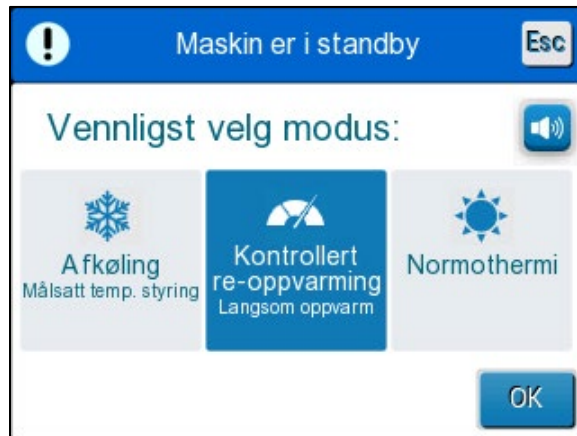 Maskin er i standby
Esc
Vennligst velg modus:
Afkøling
Målsatt temp. styring
Kontrollert
re-oppvarming
Langsom oppvarm
Normothermi
OK